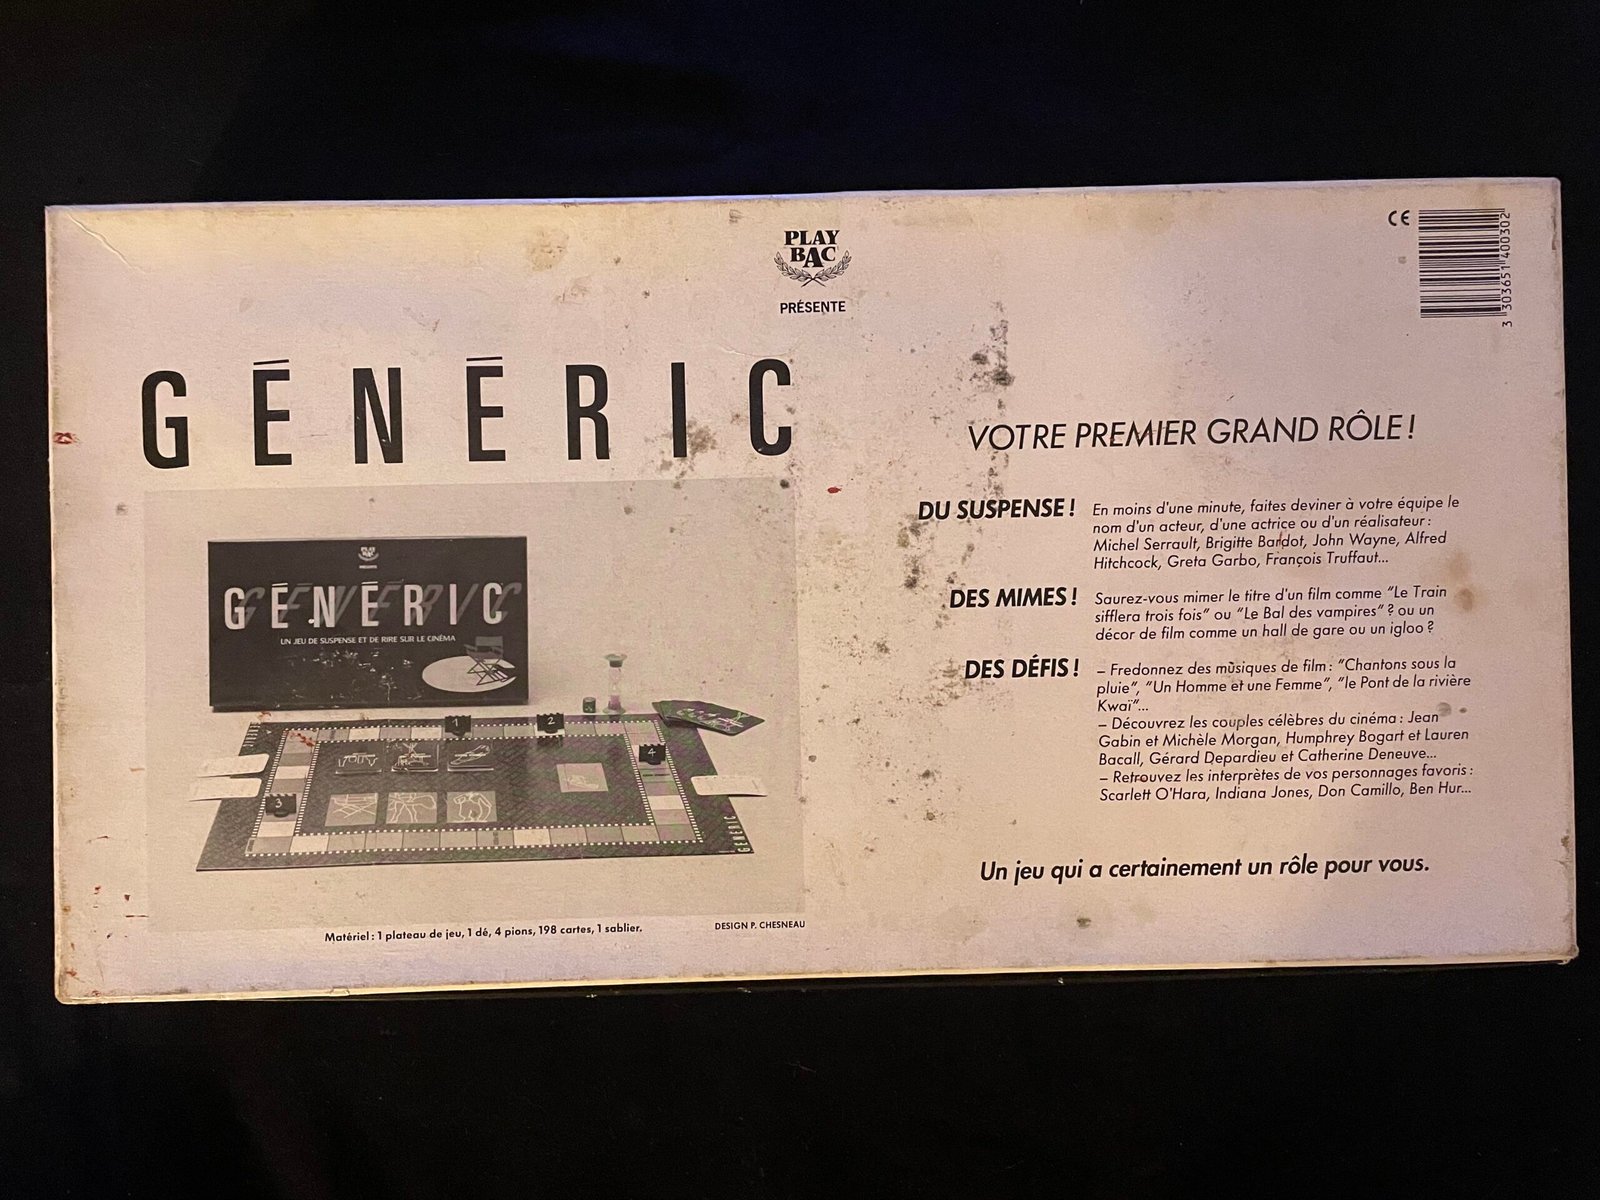 PLAY
BAC
PRÉSENTE
CE
3 303651 400302
GÉNÉRIC
PLAY
BAC
GÉNÉRIC
UN JEU DE SUSPENSE ET DE RIRE SUR LE CINÉMA
1
2
3
4
GÉNÉRIC
Matériel : 1 plateau de jeu, 1 dé, 4 pions, 198 cartes, 1 sablier.
DESIGN P. CHESNEAU
VOTRE PREMIER GRAND RÔLE !
DU SUSPENSE !
En moins d'une minute, faites deviner à votre équipe le
nom d'un acteur, d'une actrice ou d'un réalisateur :
Michel Serrault, Brigitte Bardot, John Wayne, Alfred
Hitchcock, Greta Garbo, François Truffaut...
DES MIMES !
Saurez-vous mimer le titre d'un film comme "Le Train
sifflera trois fois" ou "Le Bal des vampires" ? ou un
décor de film comme un hall de gare ou un igloo ?
DES DÉFIS !
– Fredonnez des musiques de film : "Chantons sous la
pluie", "Un Homme et une Femme", "le Pont de la rivière
Kwaï"...
– Découvrez les couples célèbres du cinéma : Jean
Gabin et Michèle Morgan, Humphrey Bogart et Lauren
Bacall, Gérard Depardieu et Catherine Deneuve...
– Retrouvez les interprètes de vos personnages favoris :
Scarlett O'Hara, Indiana Jones, Don Camillo, Ben Hur...
Un jeu qui a certainement un rôle pour vous.